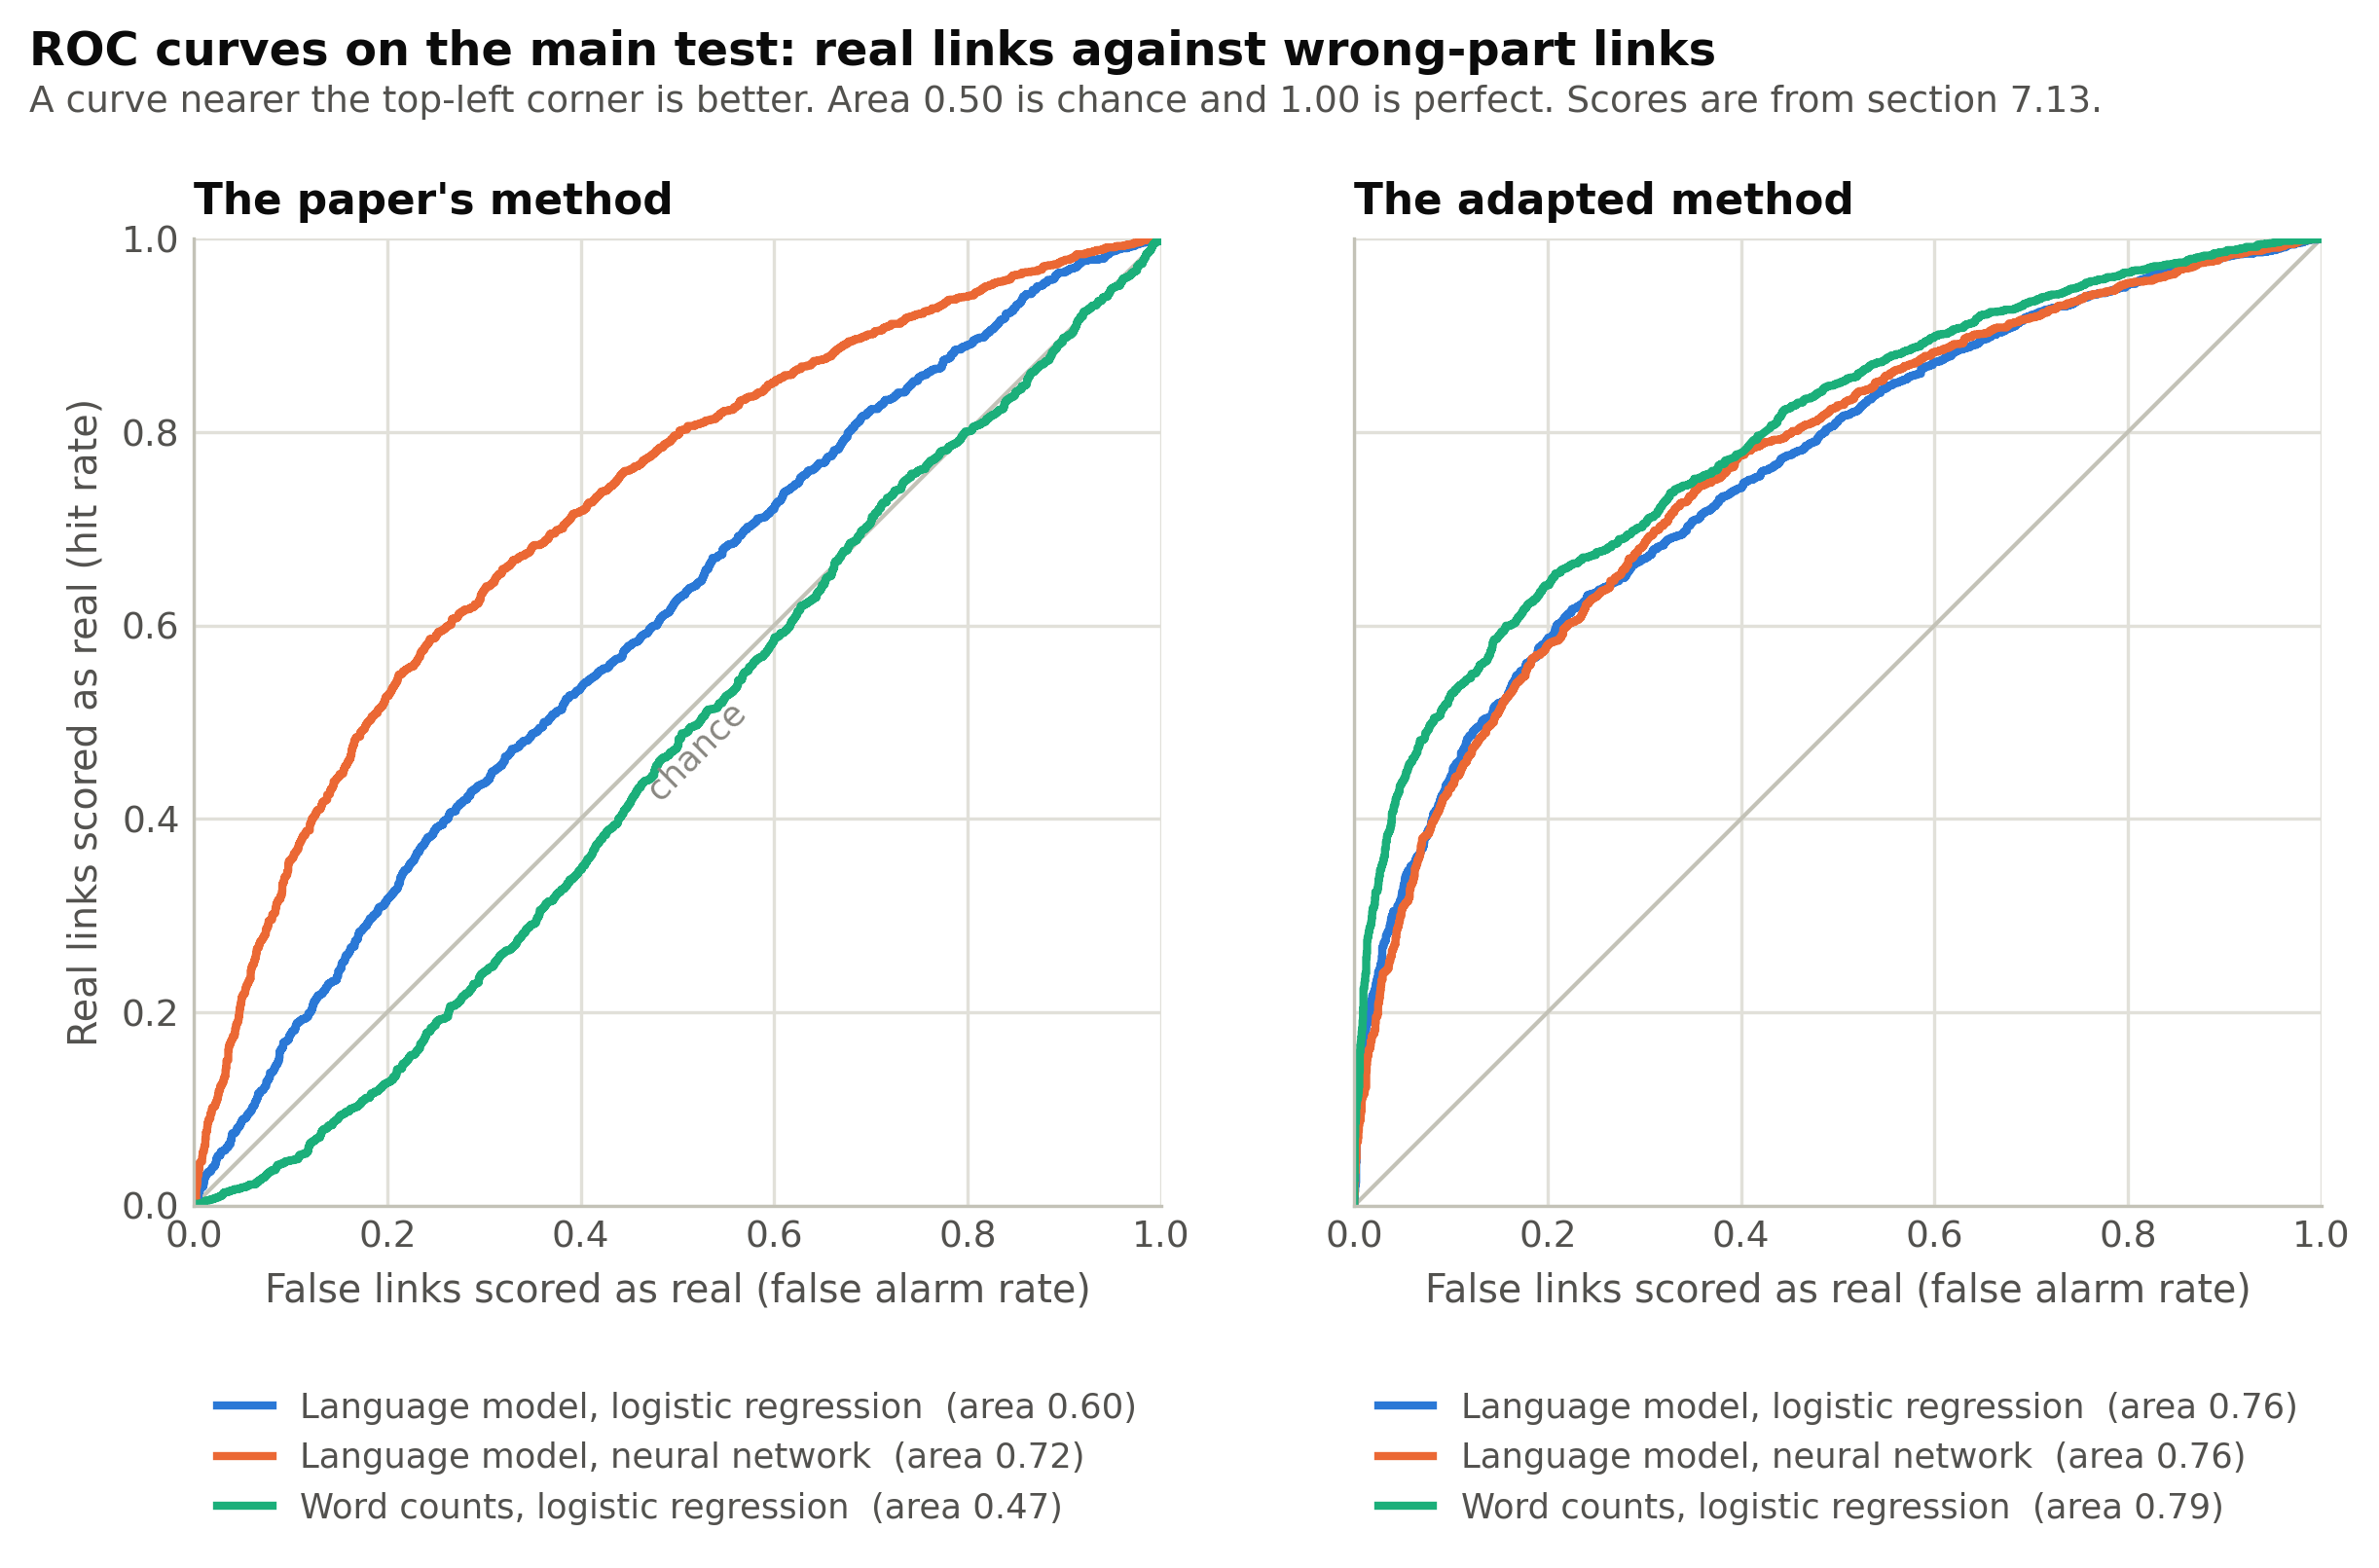 ROC curves on the main test: real links against wrong-part links
A curve nearer the top-left corner is better. Area 0.50 is chance and 1.00 is perfect. Scores are from section 7.13.
The paper's method
1.0
0.8
0.6
0.4
0.2
0.0
Real links scored as real (hit rate)
chance
0.0 0.2 0.4 0.6 0.8 1.0
False links scored as real (false alarm rate)
Language model, logistic regression (area 0.60)
Language model, neural network (area 0.72)
Word counts, logistic regression (area 0.47)
The adapted method
0.0 0.2 0.4 0.6 0.8 1.0
False links scored as real (false alarm rate)
Language model, logistic regression (area 0.76)
Language model, neural network (area 0.76)
Word counts, logistic regression (area 0.79)